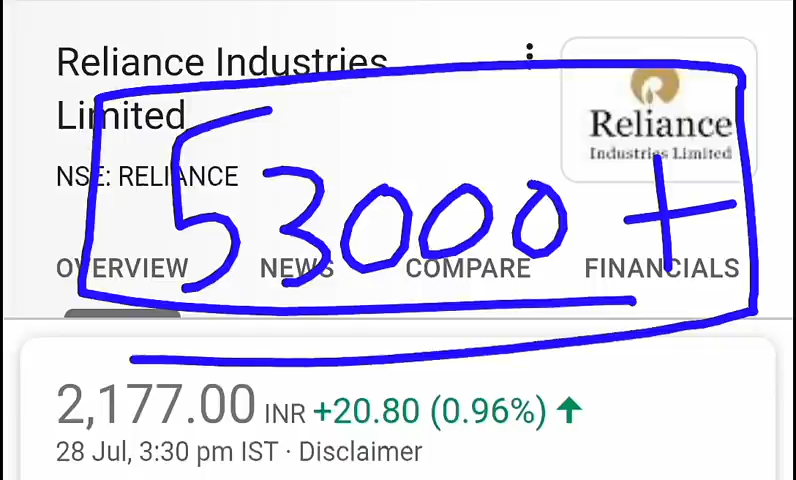 Reliance Industries
Limited
Reliance
Industries Limited
NSE: RELIANCE
53000 +
OVERVIEW NEWS COMPARE FINANCIALS
2,177.00 INR +20.80 (0.96%) ↑
28 Jul, 3:30 pm IST · Disclaimer